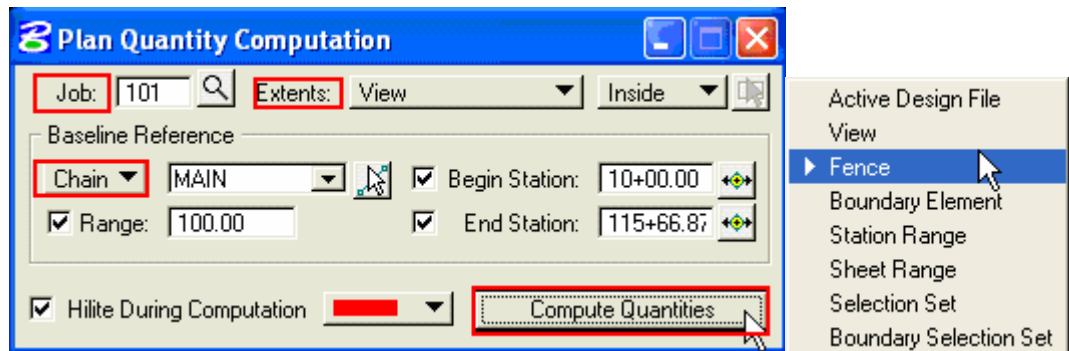 Plan Quantity Computation
Job: 101 Extents: View Inside
Baseline Reference
Chain MAIN Begin Station: 10+00.00
Range: 100.00 End Station: 115+66.87
Hilite During Computation Compute Quantities
Active Design File
View
Fence
Boundary Element
Station Range
Sheet Range
Selection Set
Boundary Selection Set